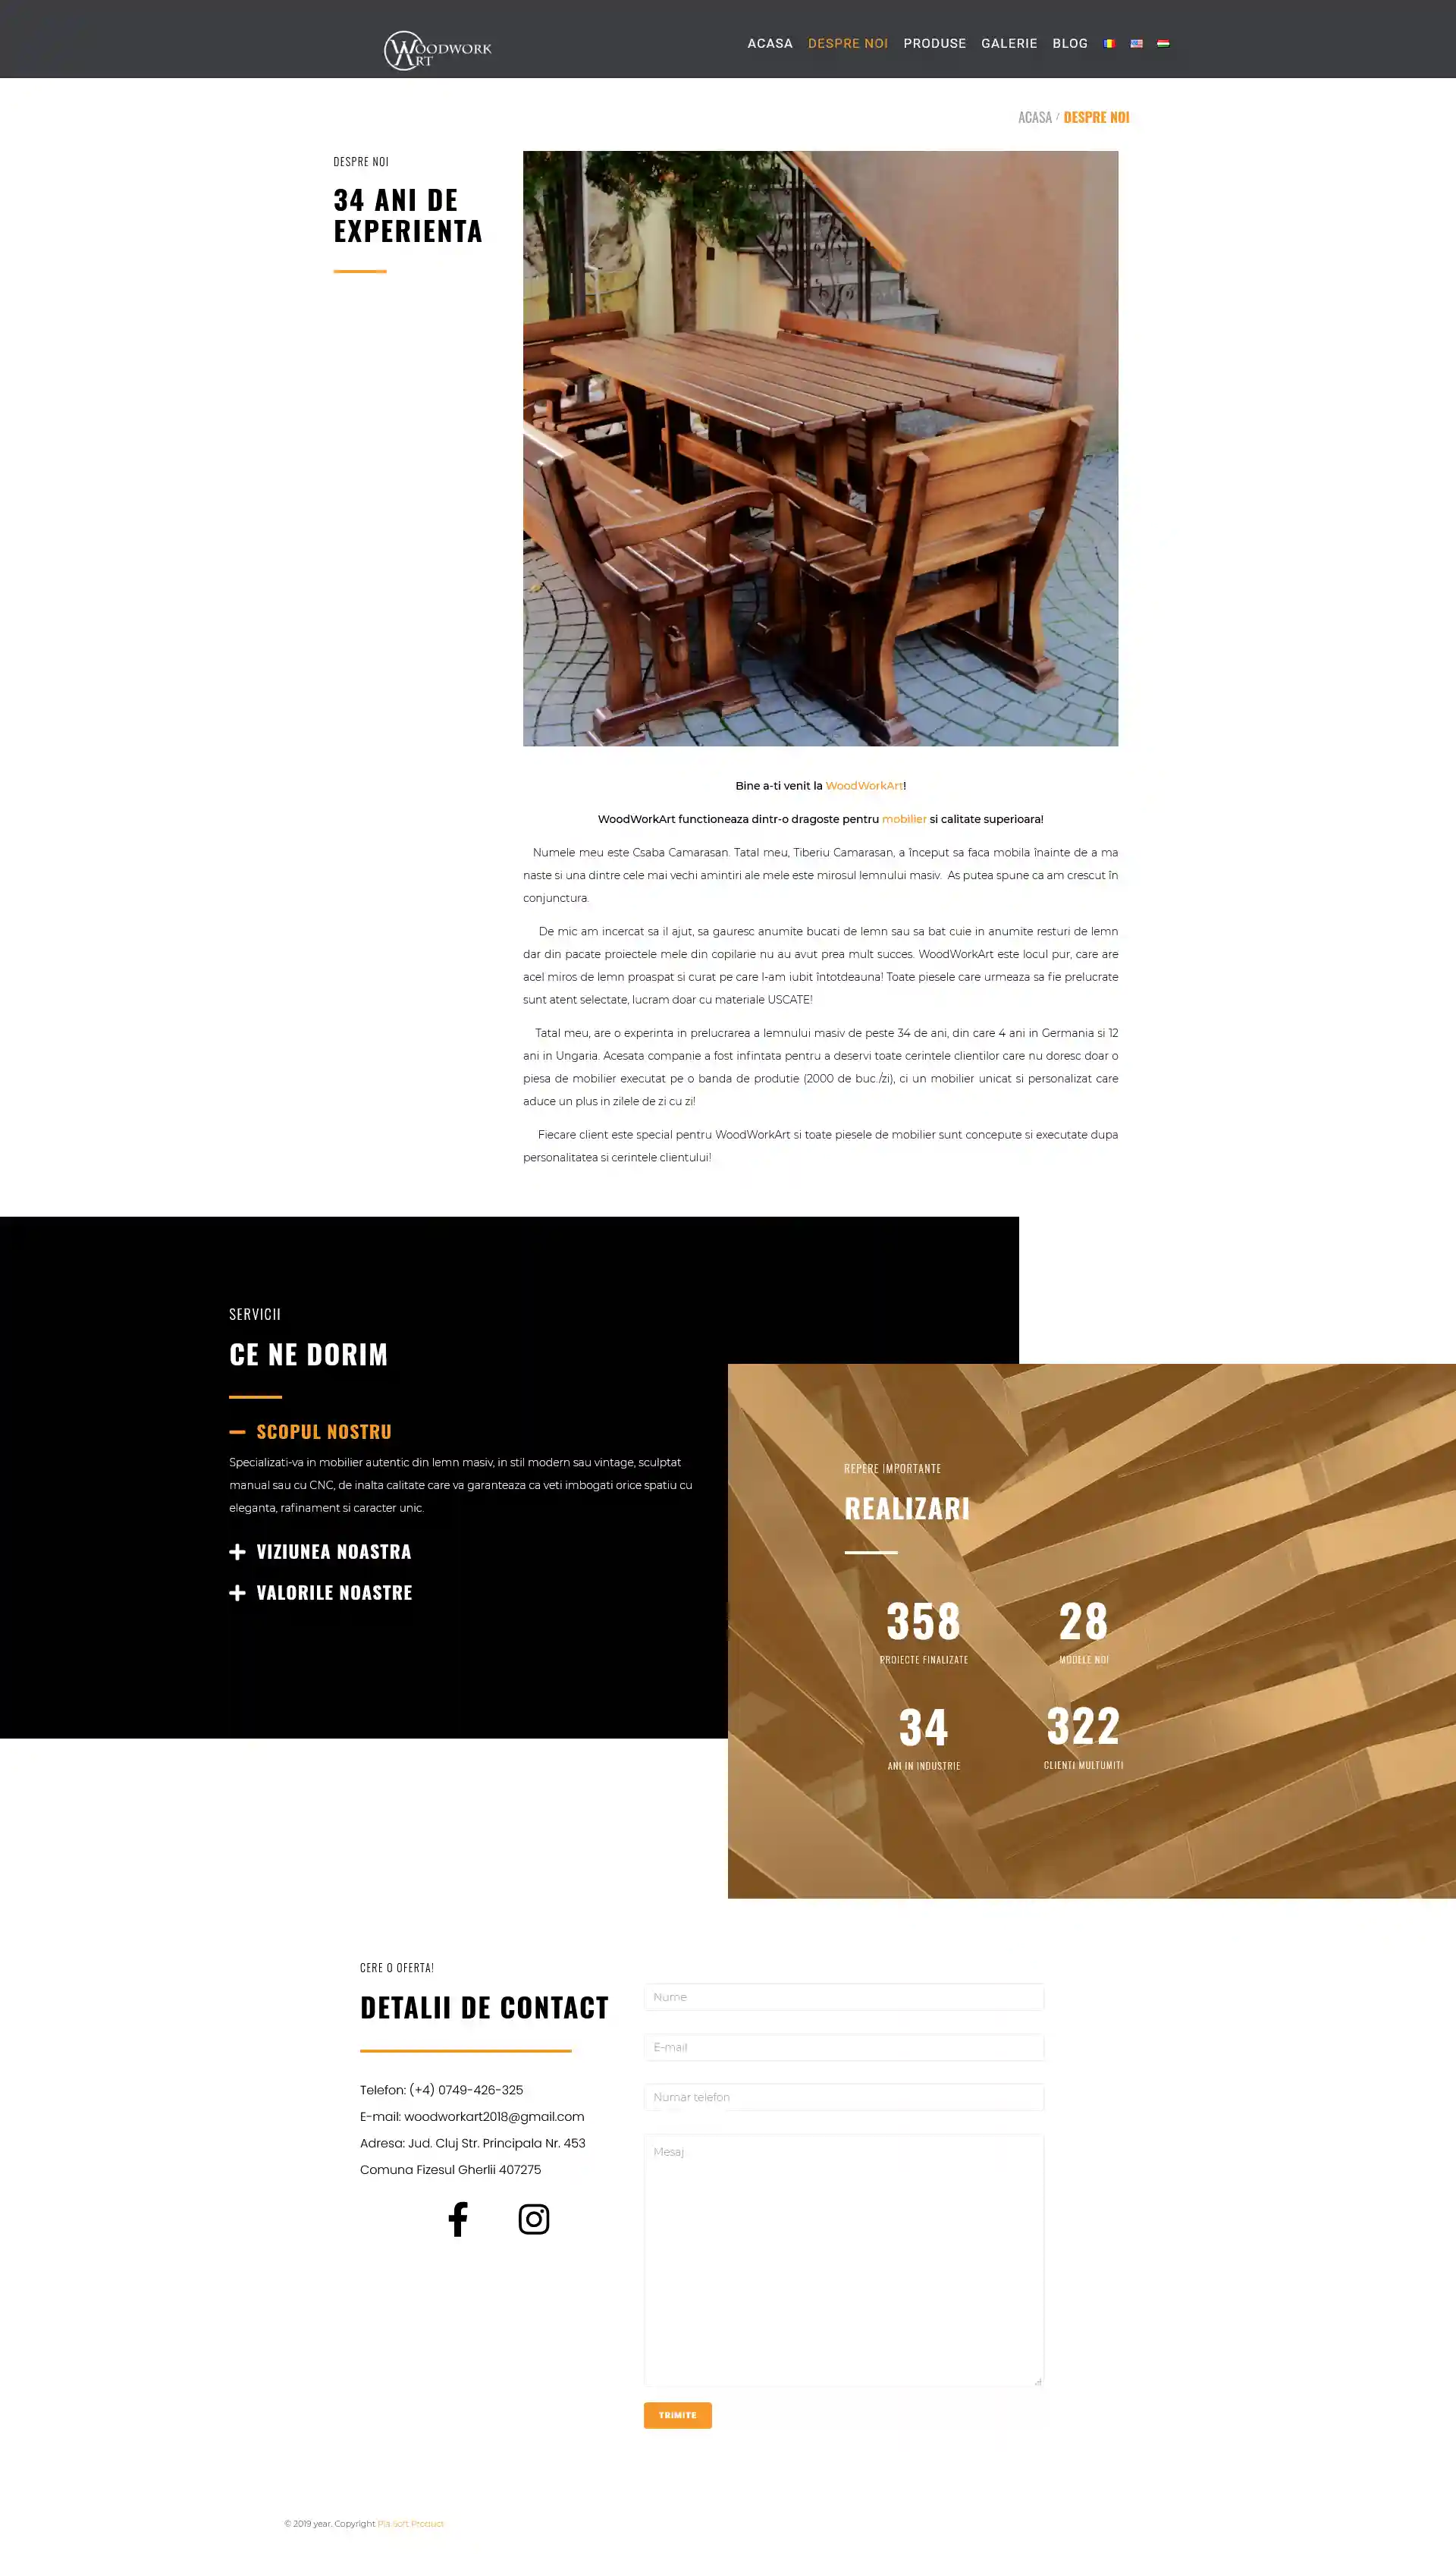 WOODWORK
ART
ACASA DESPRE NOI PRODUSE GALERIE BLOG
ACASA / DESPRE NOI
DESPRE NOI
34 ANI DE
EXPERIENTA
Bine a-ti venit la WoodWorkArt!
WoodWorkArt functioneaza dintr-o dragoste pentru mobilier si calitate superioara!
Numele meu este Csaba Camarasan. Tatal meu, Tiberiu Camarasan, a început sa faca mobila înainte de a ma
naste si una dintre cele mai vechi amintiri ale mele este mirosul lemnului masiv. As putea spune ca am crescut în
conjunctura.
De mic am incercat sa il ajut, sa gauresc anumite bucati de lemn sau sa bat cuie in anumite resturi de lemn
dar din pacate proiectele mele din copilarie nu au avut prea mult succes. WoodWorkArt este locul pur, care are
acel miros de lemn proaspat si curat pe care l-am iubit întotdeauna! Toate piesele care urmeaza sa fie prelucrate
sunt atent selectate, lucram doar cu materiale USCATE!
Tatal meu, are o experinta in prelucrarea a lemnului masiv de peste 34 de ani, din care 4 ani in Germania si 12
ani in Ungaria. Acesata companie a fost infintata pentru a deservi toate cerintele clientilor care nu doresc doar o
piesa de mobilier executat pe o banda de produtie (2000 de buc./zi), ci un mobilier unicat si personalizat care
aduce un plus in zilele de zi cu zi!
Fiecare client este special pentru WoodWorkArt si toate piesele de mobilier sunt concepute si executate dupa
personalitatea si cerintele clientului!
SERVICII
CE NE DORIM
SCOPUL NOSTRU
Specializati-va in mobilier autentic din lemn masiv, in stil modern sau vintage, sculptat
manual sau cu CNC, de inalta calitate care va garanteaza ca veti imbogati orice spatiu cu
eleganta, rafinament si caracter unic.
VIZIUNEA NOASTRA
VALORILE NOASTRE
REPERE IMPORTANTE
REALIZARI
358 28
PROIECTE FINALIZATE MODELE NOI
34 322
ANI IN INDUSTRIE CLIENTI MULTUMITI
CERE O OFERTA!
DETALII DE CONTACT
Telefon: (+4) 0749-426-325
E-mail: woodworkart2018@gmail.com
Adresa: Jud. Cluj Str. Principala Nr. 453
Comuna Fizesul Gherlii 407275
Nume
E-mail
Numar telefon
Mesaj
TRIMITE
© 2019 year. Copyright Pla Soft Product